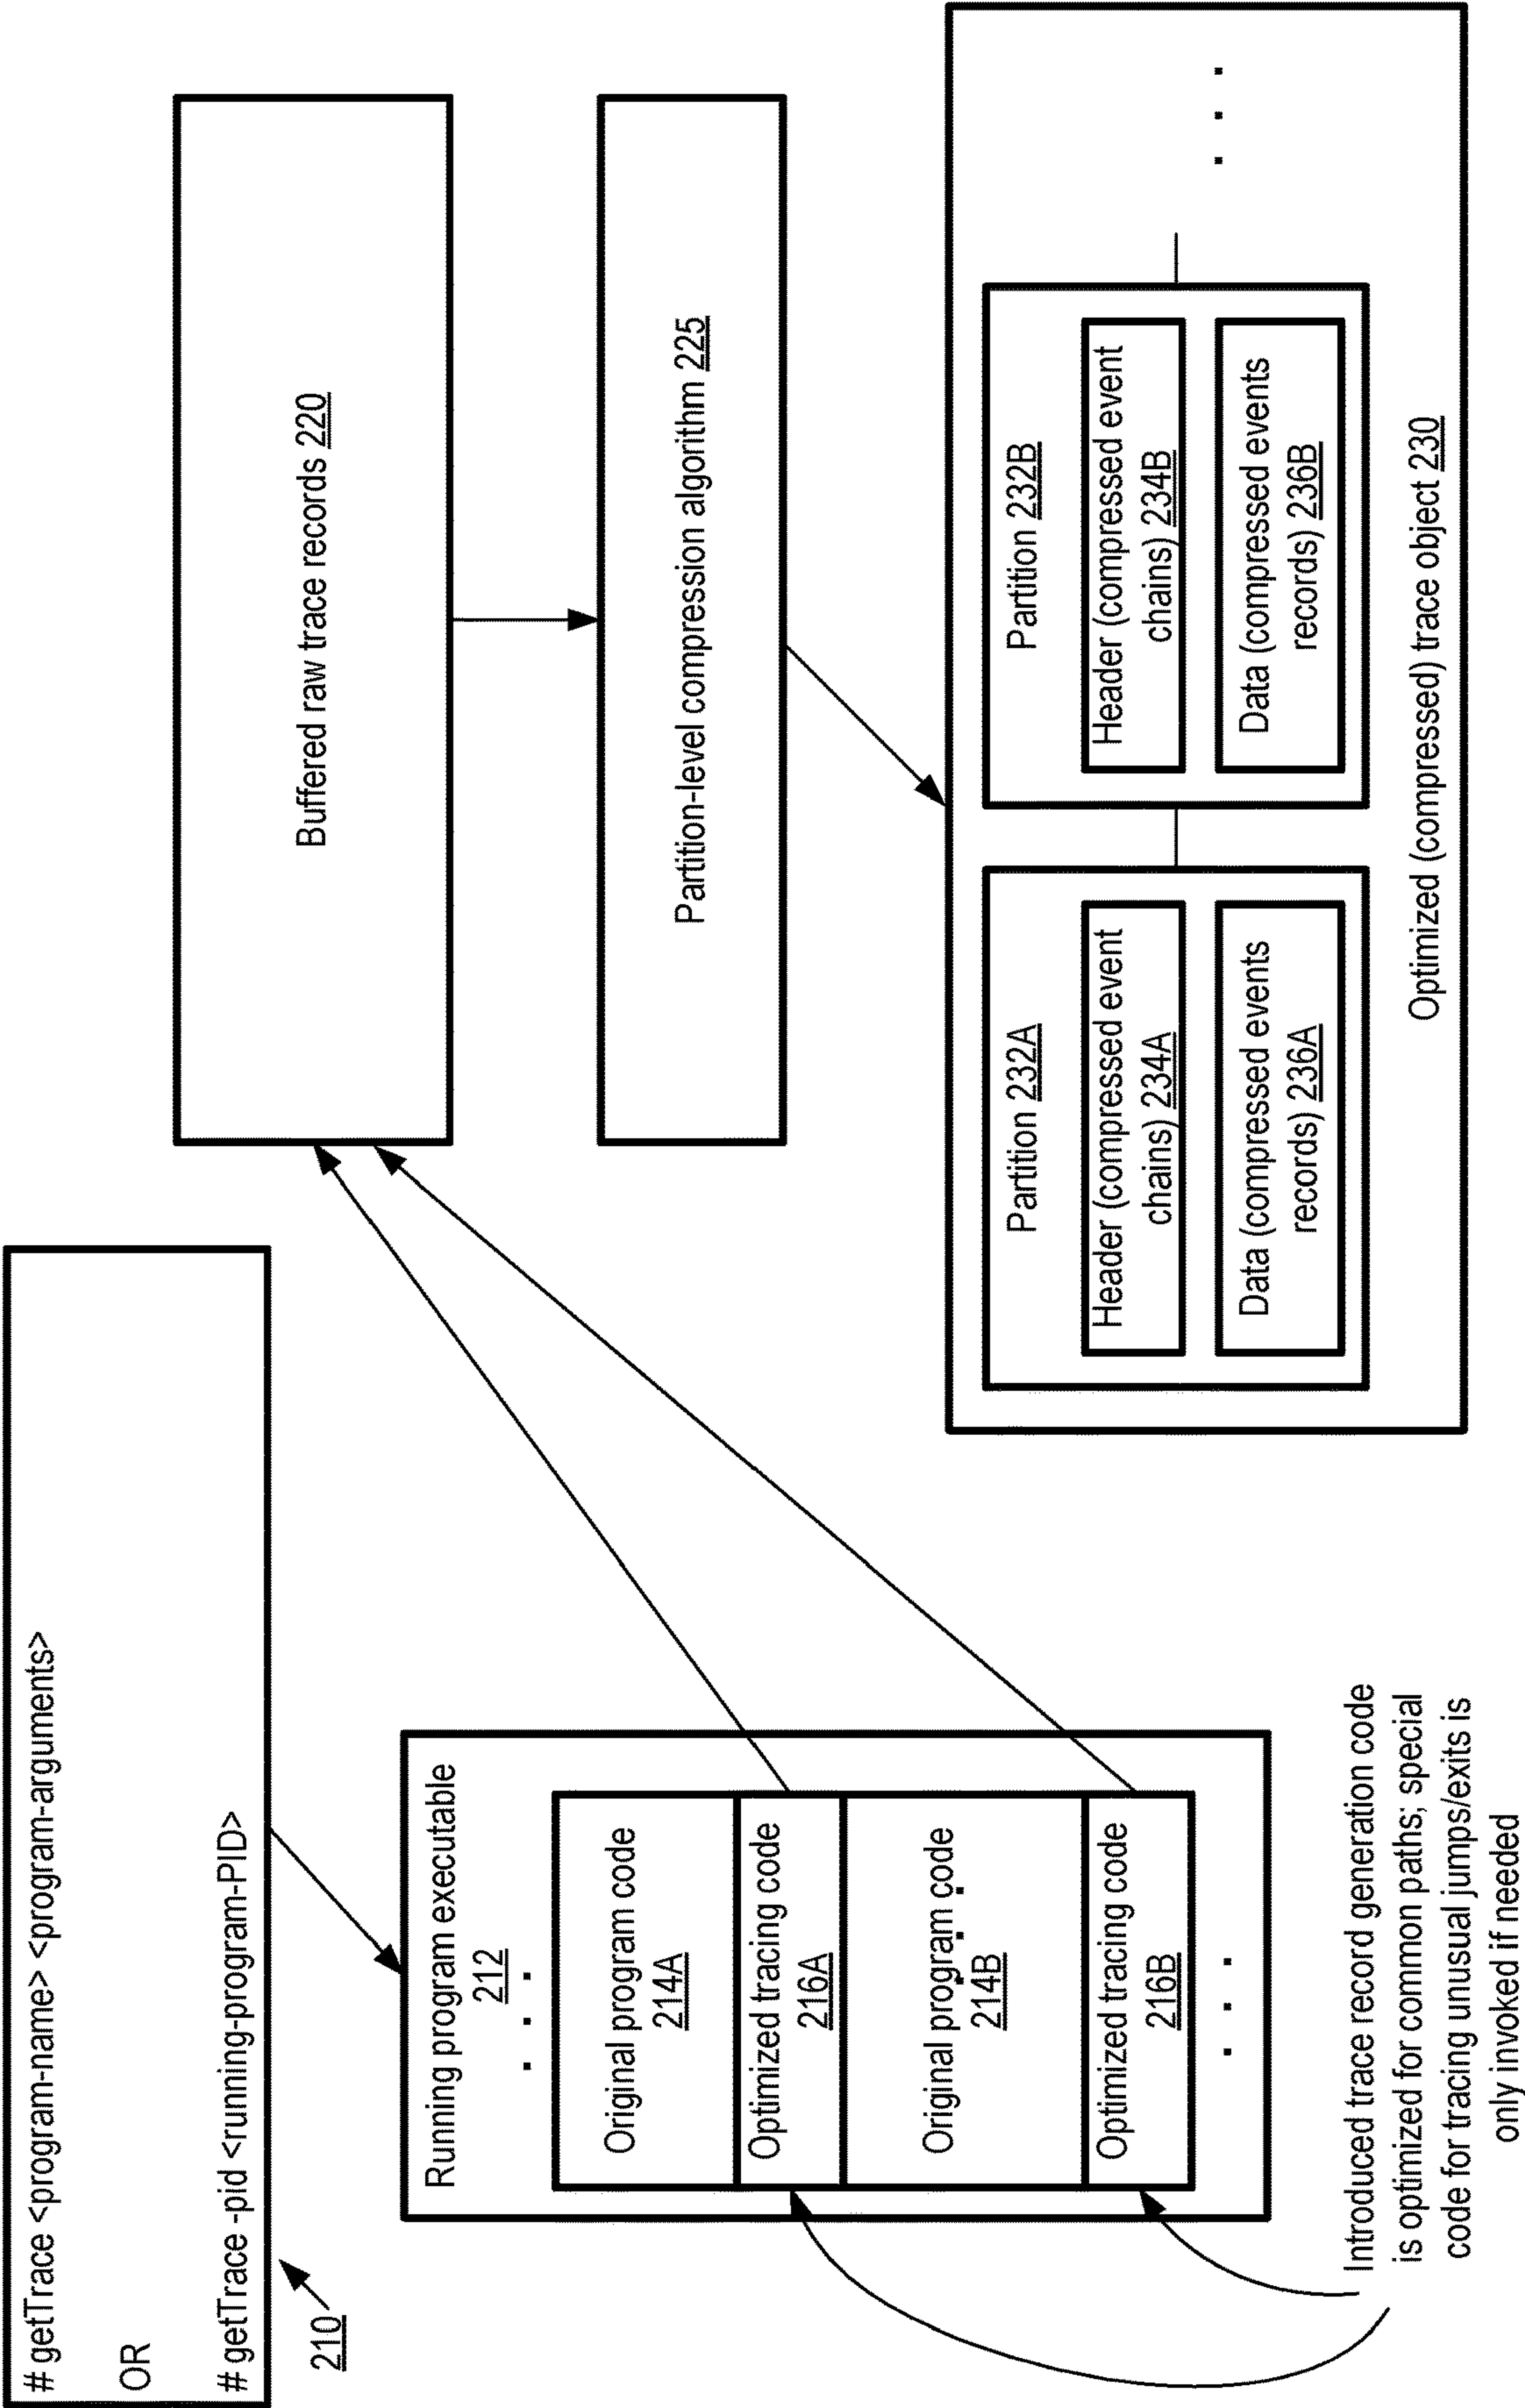 # getTrace <program-name> <program-arguments>
OR
# getTrace -pid <running-program-PID>
210
Running program executable
212
. . .
Original program code
214A
Optimized tracing code
216A
Original program code
. . .
214B
Optimized tracing code
216B
. . .
Introduced trace record generation code
is optimized for common paths; special
code for tracing unusual jumps/exits is
only invoked if needed
Buffered raw trace records 220
Partition-level compression algorithm 225
Partition 232A
Header (compressed event
chains) 234A
Data (compressed events
records) 236A
Partition 232B
Header (compressed event
chains) 234B
Data (compressed events
records) 236B
. . .
Optimized (compressed) trace object 230